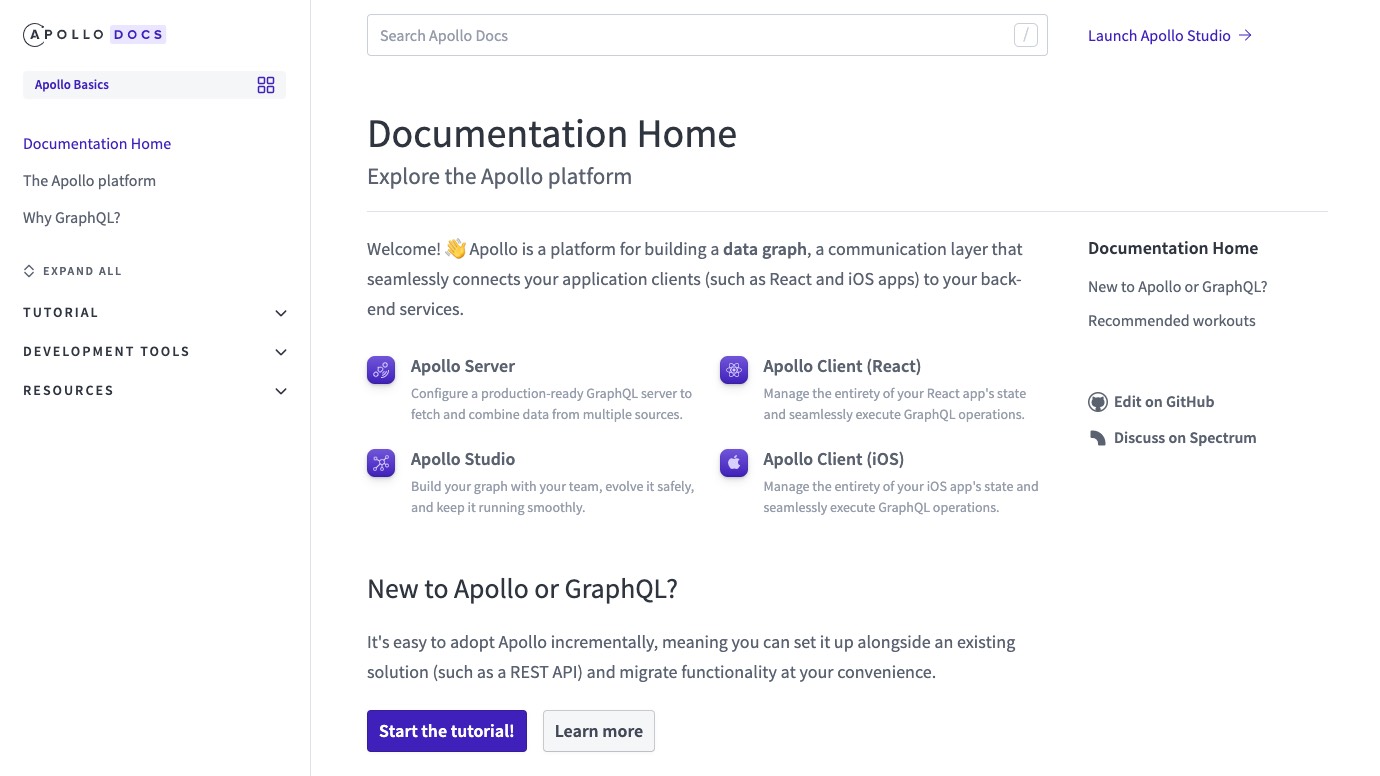 APOLLO DOCS
Apollo Basics
Documentation Home
The Apollo platform
Why GraphQL?
EXPAND ALL
TUTORIAL
DEVELOPMENT TOOLS
RESOURCES
Search Apollo Docs
/
Launch Apollo Studio →
Documentation Home
Explore the Apollo platform
Welcome! 👋 Apollo is a platform for building a data graph, a communication layer that
seamlessly connects your application clients (such as React and iOS apps) to your back-
end services.
Apollo Server
Configure a production-ready GraphQL server to
fetch and combine data from multiple sources.
Apollo Client (React)
Manage the entirety of your React app's state
and seamlessly execute GraphQL operations.
Apollo Studio
Build your graph with your team, evolve it safely,
and keep it running smoothly.
Apollo Client (iOS)
Manage the entirety of your iOS app's state and
seamlessly execute GraphQL operations.
New to Apollo or GraphQL?
It's easy to adopt Apollo incrementally, meaning you can set it up alongside an existing
solution (such as a REST API) and migrate functionality at your convenience.
Start the tutorial!
Learn more
Documentation Home
New to Apollo or GraphQL?
Recommended workouts
Edit on GitHub
Discuss on Spectrum